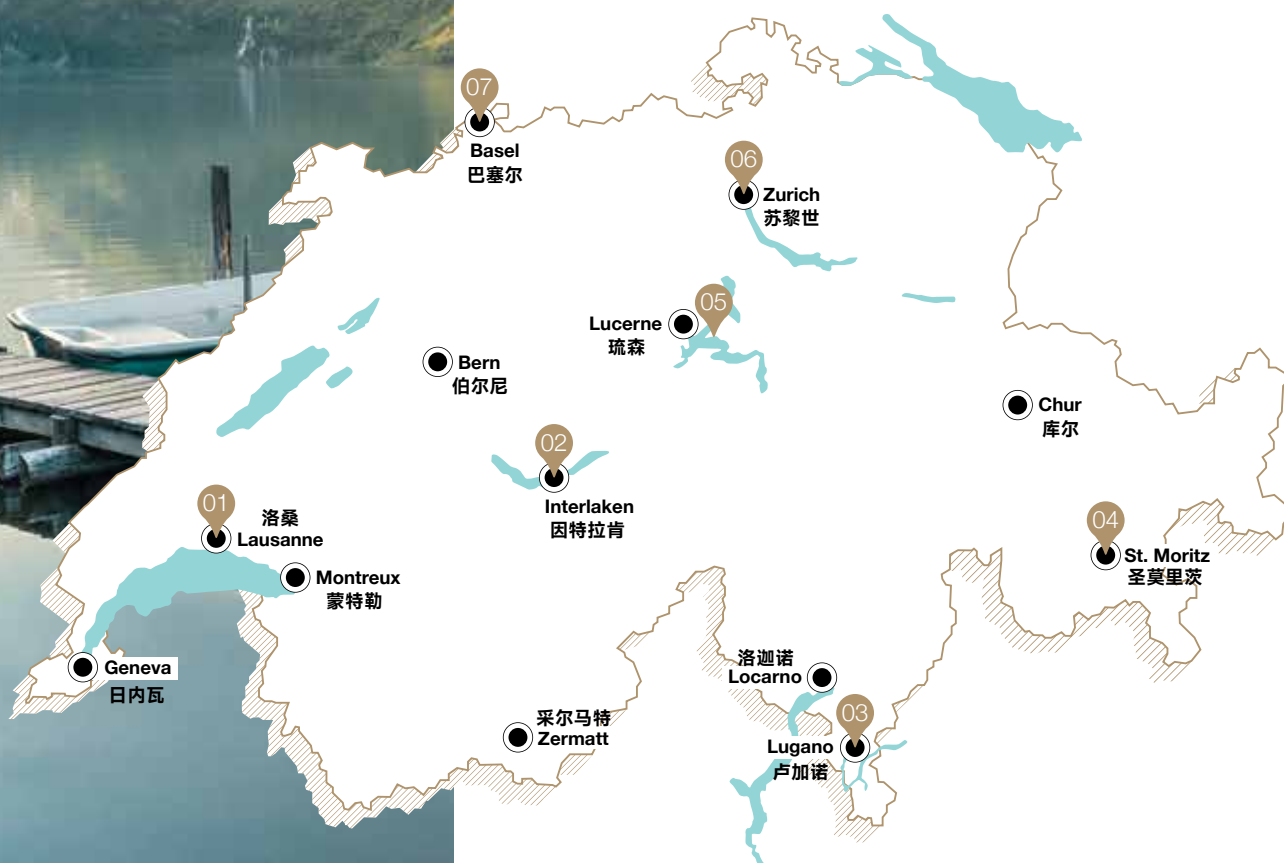 07
Basel
巴塞尔
06
Zurich
苏黎世
05
Lucerne
琉森
Bern
伯尔尼
Chur
库尔
02
Interlaken
因特拉肯
01
洛桑
Lausanne
04
St. Moritz
圣莫里茨
Montreux
蒙特勒
Geneva
日内瓦
洛迦诺
Locarno
03
采尔马特
Zermatt
Lugano
卢加诺